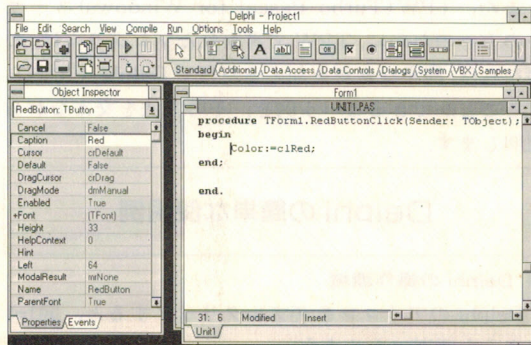 Delphi - Project1
File Edit Search View Compile Run Options Tools Help
A ab OK
Standard Additional Data Access Data Controls Dialogs System VBX Samples
Object Inspector
RedButton: TButton
Cancel False
Caption Red
Cursor crDefault
Default False
DragCursor crDrag
DragMode dmManual
Enabled True
+Font (TFont)
Height 33
HelpContext 0
Hint
Left 64
ModalResult mrNone
Name RedButton
ParentFont True
Properties Events
Form1
UNIT1.PAS
procedure TForm1.RedButtonClick(Sender: TObject);
begin
Color:=clRed;
end;
end.
31: 6 Modified Insert
Unit1